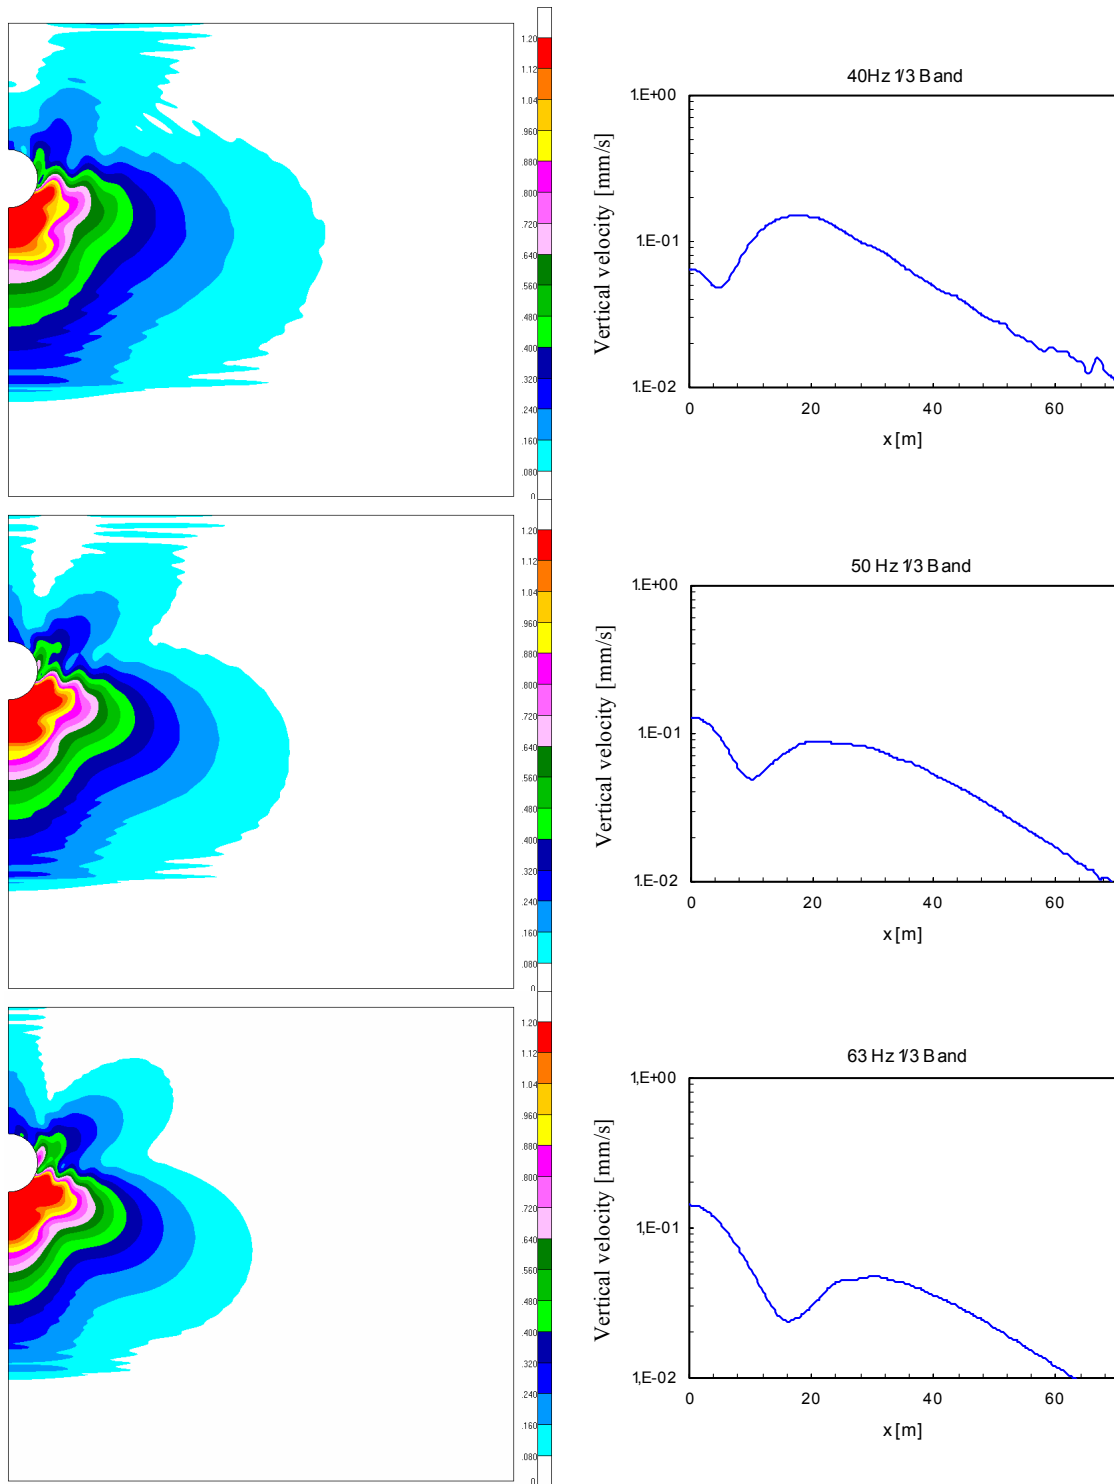 1.20
1.12
1.04
.960
.880
.800
.720
.640
.560
.480
.400
.320
.240
.160
.080
0
40Hz 1/3 Band
Vertical velocity [mm/s]
1.E+00
1.E-01
1.E-02
0 20 40 60
x [m]
1.20
1.12
1.04
.960
.880
.800
.720
.640
.560
.480
.400
.320
.240
.160
.080
0
50 Hz 1/3 Band
Vertical velocity [mm/s]
1.E+00
1.E-01
1.E-02
0 20 40 60
x [m]
1.20
1.12
1.04
.960
.880
.800
.720
.640
.560
.480
.400
.320
.240
.160
.080
0
63 Hz 1/3 Band
Vertical velocity [mm/s]
1,E+00
1,E-01
1,E-02
0 20 40 60
x [m]